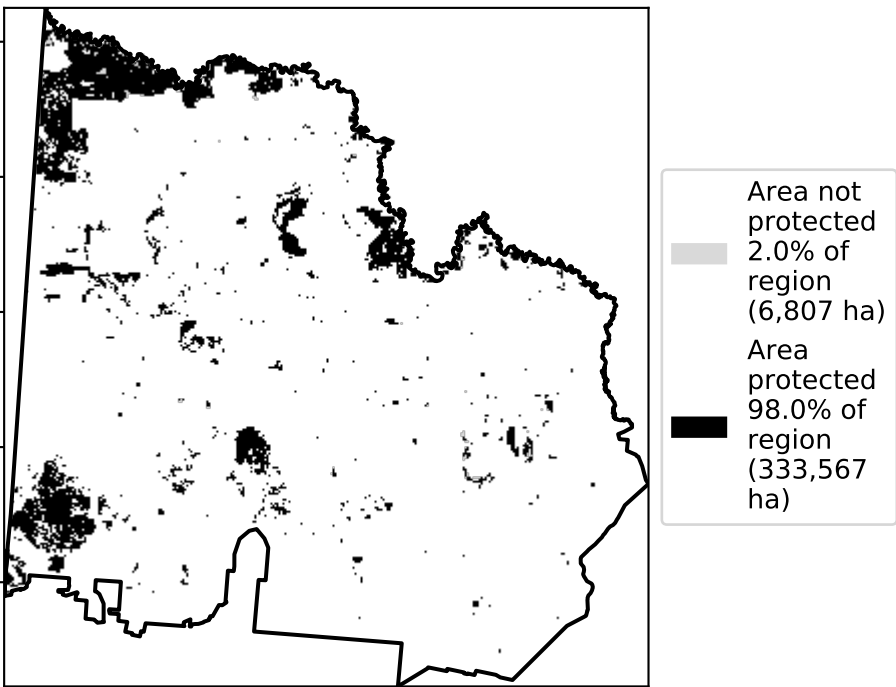 Area not
protected
2.0% of
region
(6,807 ha)
Area
protected
98.0% of
region
(333,567
ha)